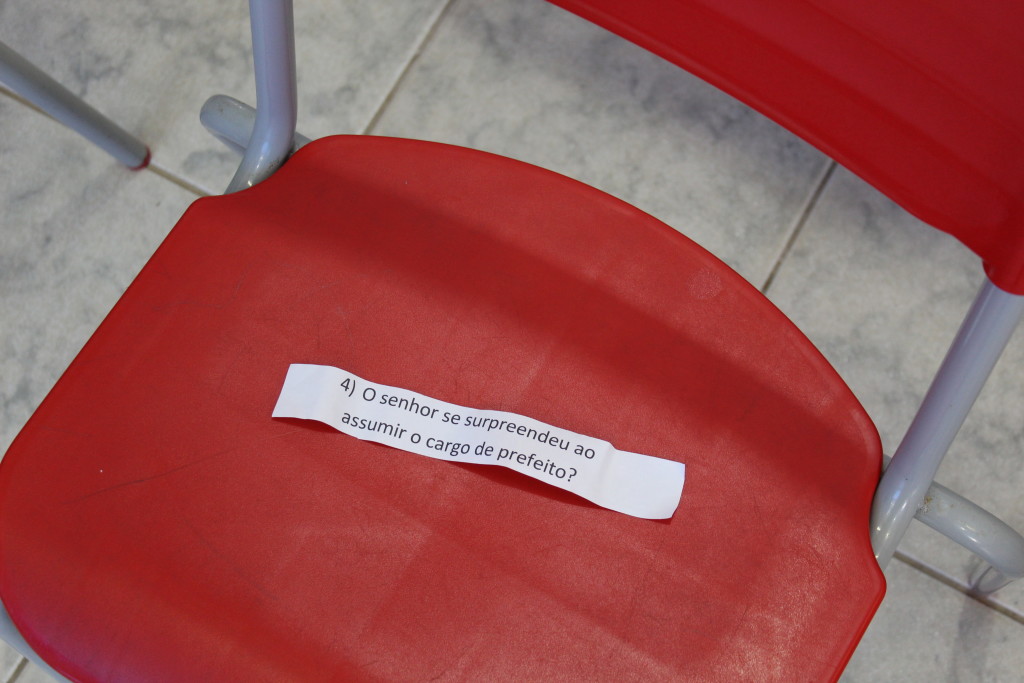 4) O senhor se surpreendeu ao
assumir o cargo de prefeito?